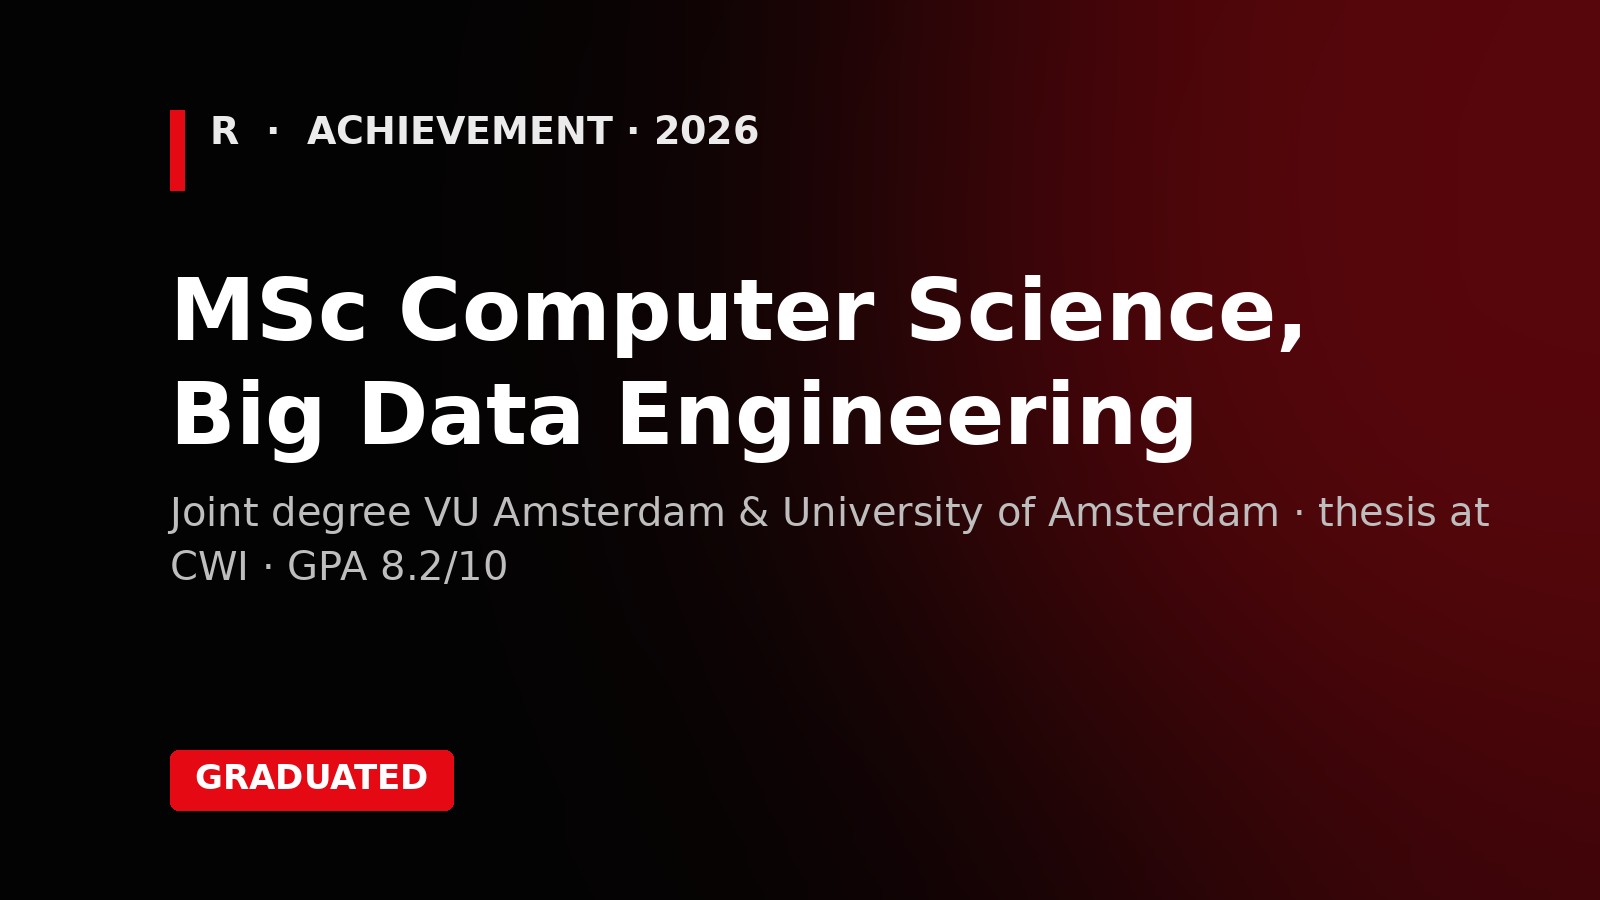 R · ACHIEVEMENT · 2026
MSc Computer Science,
Big Data Engineering
Joint degree VU Amsterdam & University of Amsterdam · thesis at
CWI · GPA 8.2/10
GRADUATED